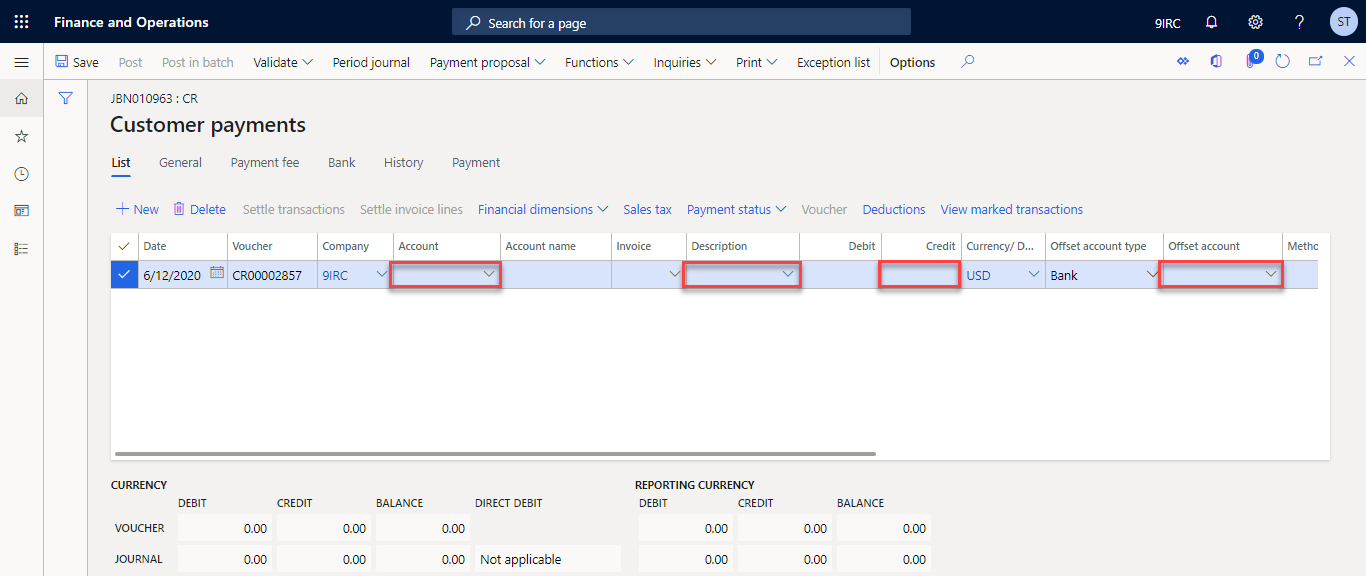 Finance and Operations Search for a page 9IRC ? ST
Save Post Post in batch Validate Period journal Payment proposal Functions Inquiries Print Exception list Options 0
JBN010963 : CR
Customer payments
List General Payment fee Bank History Payment
New Delete Settle transactions Settle invoice lines Financial dimensions Sales tax Payment status Voucher Deductions View marked transactions
Date Voucher Company Account Account name Invoice Description Debit Credit Currency/ D... Offset account type Offset account Metho
6/12/2020 CR00002857 9IRC USD Bank
CURRENCY REPORTING CURRENCY
DEBIT CREDIT BALANCE DIRECT DEBIT DEBIT CREDIT BALANCE
VOUCHER 0.00 0.00 0.00 0.00 0.00 0.00
JOURNAL 0.00 0.00 0.00 Not applicable 0.00 0.00 0.00